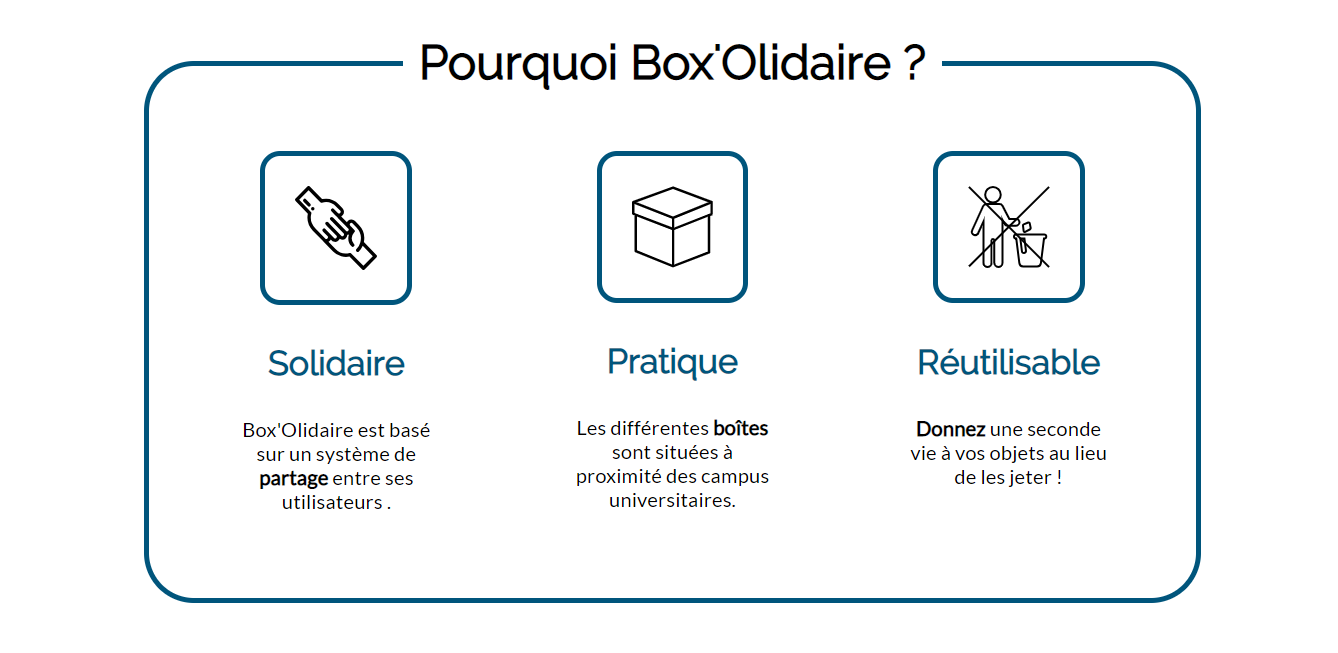 Pourquoi Box'Olidaire ?
Solidaire
Box'Olidaire est basé
sur un système de
partage entre ses
utilisateurs .
Pratique
Les différentes boîtes
sont situées à
proximité des campus
universitaires.
Réutilisable
Donnez une seconde
vie à vos objets au lieu
de les jeter !